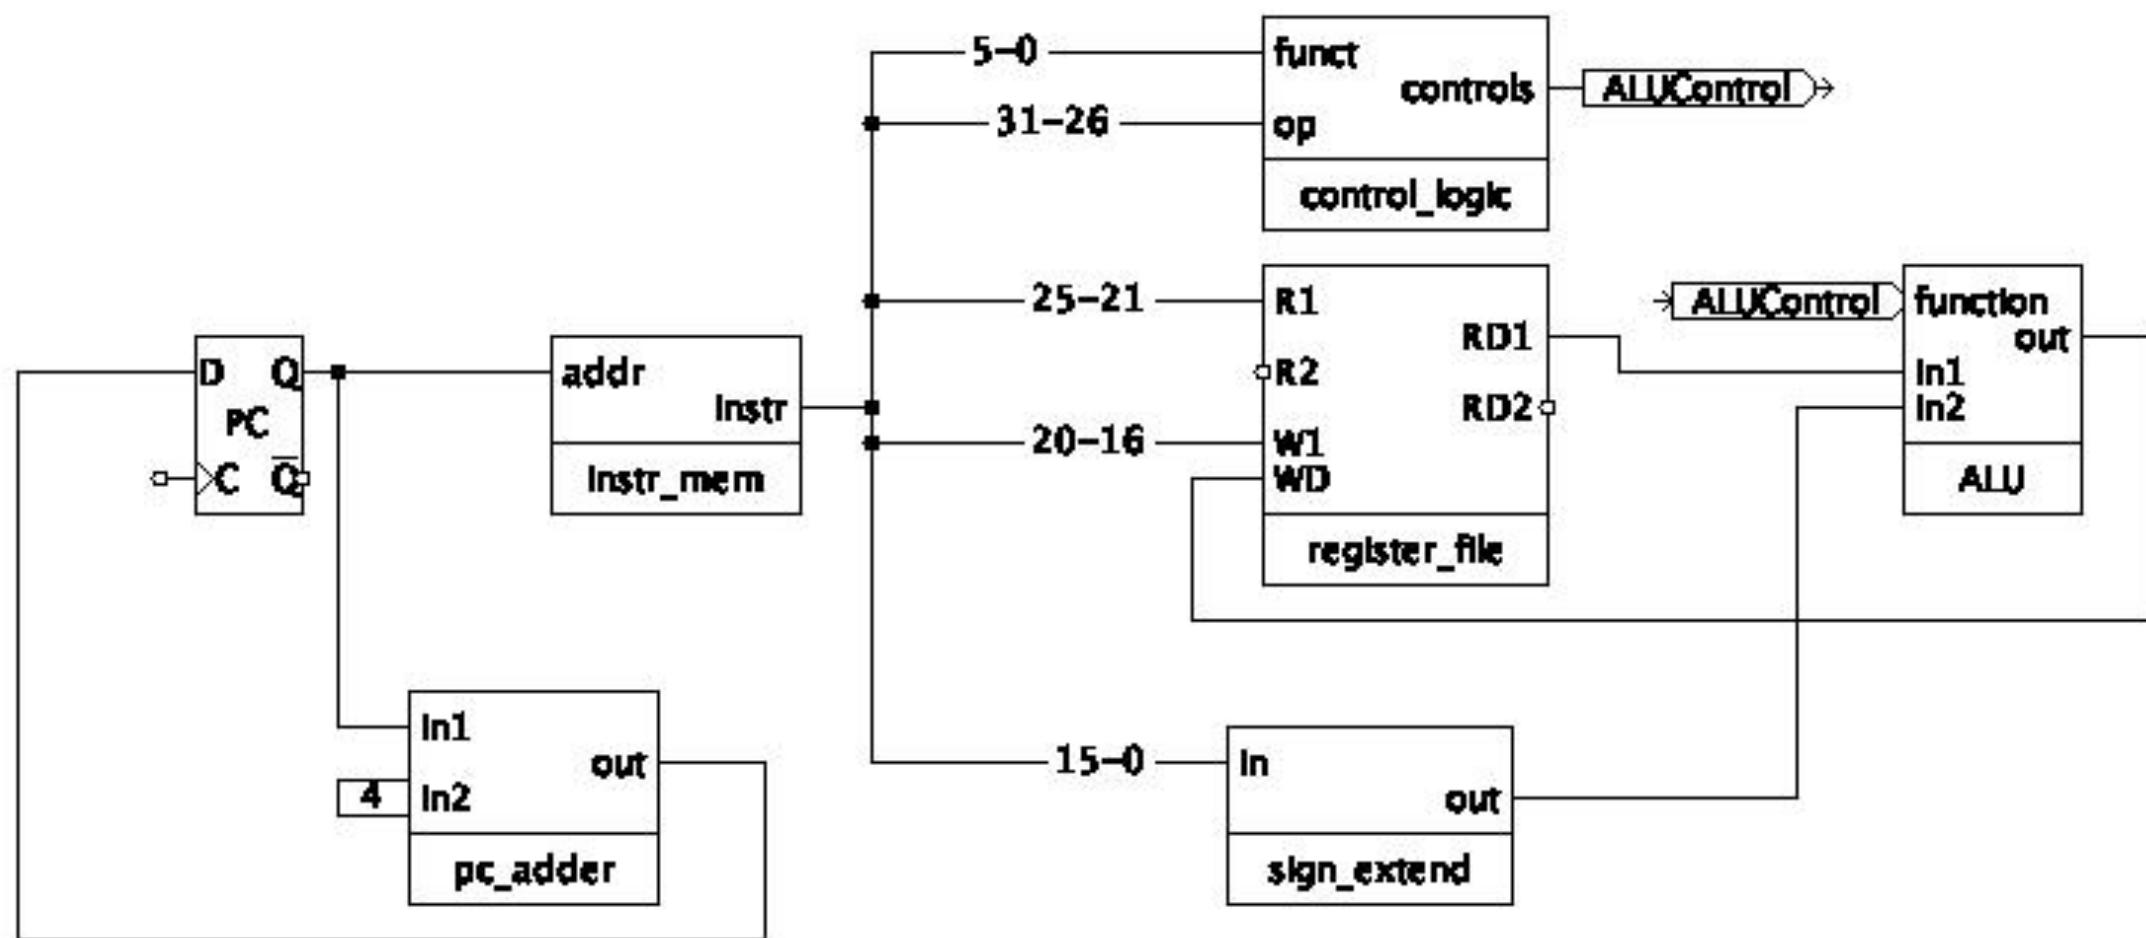 5-0
funct
controls
ALUControl
31-26
op
control_logic
25-21
R1
RD1
R2
RD2
20-16
W1
WD
register_file
ALUControl
function
out
In1
In2
ALU
D Q
PC
C Q
addr
Instr
Instr_mem
In1
out
4
In2
pc_adder
15-0
In
out
sign_extend